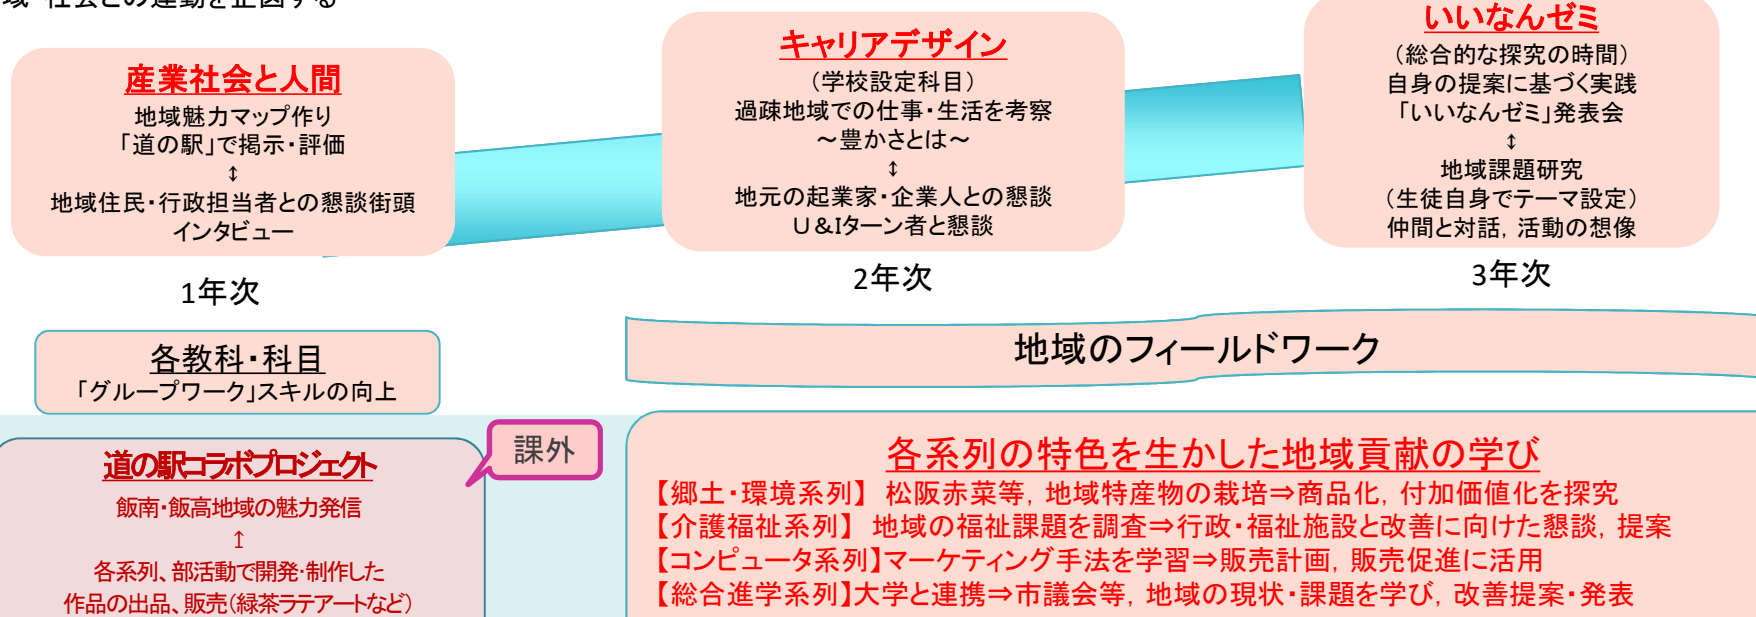 域・社会との連動を企図する
産業社会と人間
地域魅力マップ作り
「道の駅」で掲示・評価
↕
地域住民・行政担当者との懇談街頭
インタビュー
1年次
キャリアデザイン
（学校設定科目）
過疎地域での仕事・生活を考察
～豊かさとは～
↕
地元の起業家・企業人との懇談
U&Iターン者と懇談
2年次
いいなんゼミ
（総合的な探究の時間）
自身の提案に基づく実践
「いいなんゼミ」発表会
↕
地域課題研究
（生徒自身でテーマ設定）
仲間と対話，活動の想像
3年次
各教科・科目
「グループワーク」スキルの向上
地域のフィールドワーク
課外
道の駅コラボプロジェクト
飯南・飯高地域の魅力発信
↕
各系列、部活動で開発・制作した
作品の出品、販売（緑茶ラテアートなど）
各系列の特色を生かした地域貢献の学び
【郷土・環境系列】 松阪赤菜等，地域特産物の栽培⇒商品化，付加価値化を探究
【介護福祉系列】 地域の福祉課題を調査⇒行政・福祉施設と改善に向けた懇談，提案
【コンピュータ系列】マーケティング手法を学習⇒販売計画，販売促進に活用
【総合進学系列】大学と連携⇒市議会等，地域の現状・課題を学び，改善提案・発表